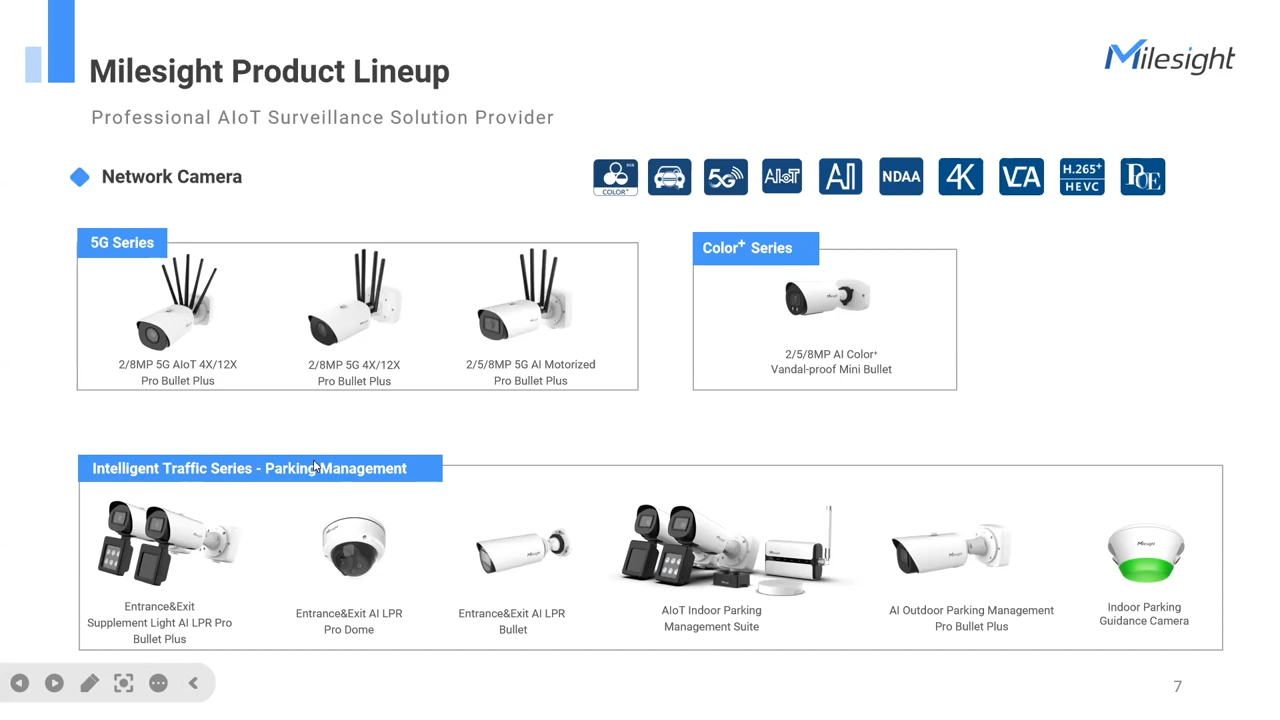 Milesight Product Lineup
Milesight
Professional AIoT Surveillance Solution Provider
Network Camera
COLOR⁺
5G
AIoT
AI
NDAA
4K
VCA
H.265⁺
HEVC
POE
5G Series
2/8MP 5G AIoT 4X/12X
Pro Bullet Plus
2/8MP 5G 4X/12X
Pro Bullet Plus
2/5/8MP 5G AI Motorized
Pro Bullet Plus
Color⁺ Series
2/5/8MP AI Color⁺
Vandal-proof Mini Bullet
Intelligent Traffic Series - Parking Management
Entrance&Exit
Supplement Light AI LPR Pro
Bullet Plus
Entrance&Exit AI LPR
Pro Dome
Entrance&Exit AI LPR
Bullet
AIoT Indoor Parking
Management Suite
AI Outdoor Parking Management
Pro Bullet Plus
Milesight
Indoor Parking
Guidance Camera
7